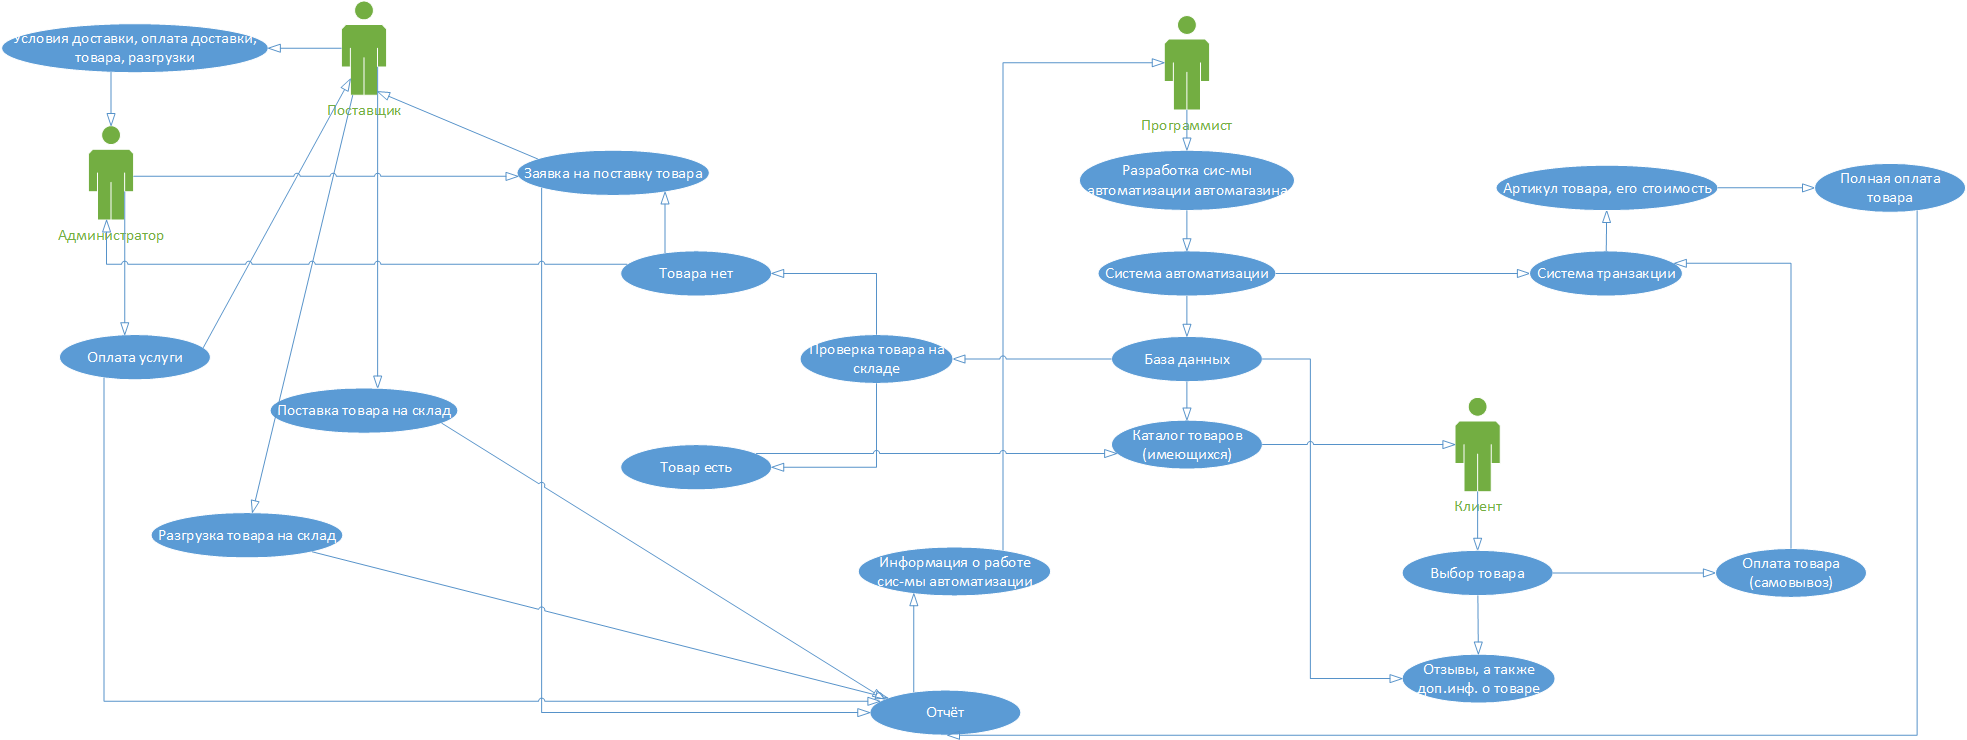 Условия доставки, оплата доставки,
товара, разгрузки
Поставщик
Программист
Администратор
Заявка на поставку товара
Разработка сис-мы
автоматизации автомагазина
Артикул товара, его стоимость
Полная оплата
товара
Товара нет
Система автоматизации
Система транзакции
Оплата услуги
Проверка товара на
складе
База данных
Поставка товара на склад
Каталог товаров
(имеющихся)
Товар есть
Клиент
Разгрузка товара на склад
Информация о работе
сис-мы автоматизации
Выбор товара
Оплата товара
(самовывоз)
Отзывы, а также
доп.инф. о товаре
Отчёт